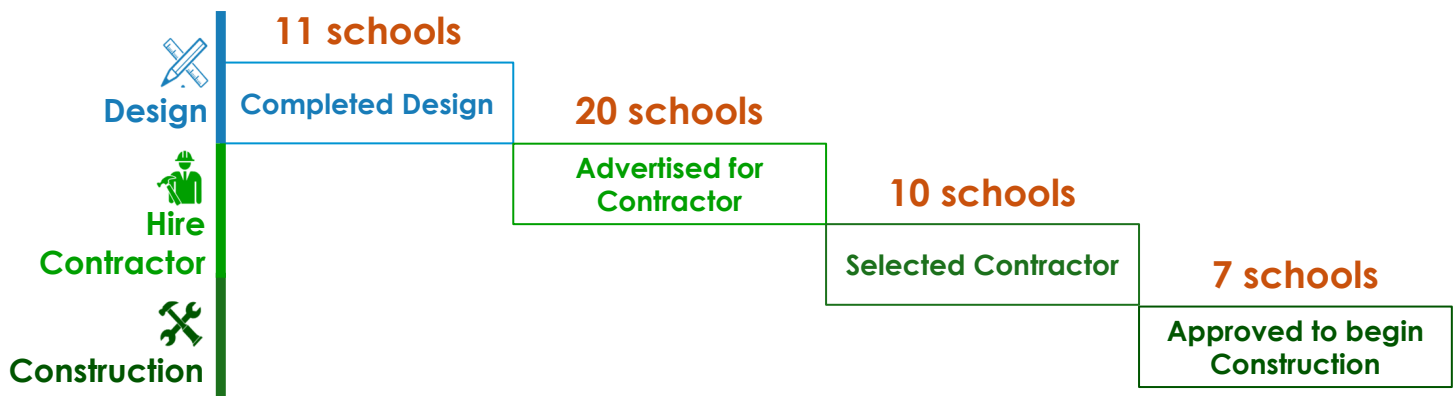 11 schools
Design
Completed Design
20 schools
Advertised for
Contractor
Hire
Contractor
10 schools
Selected Contractor
7 schools
Approved to begin
Construction
Construction